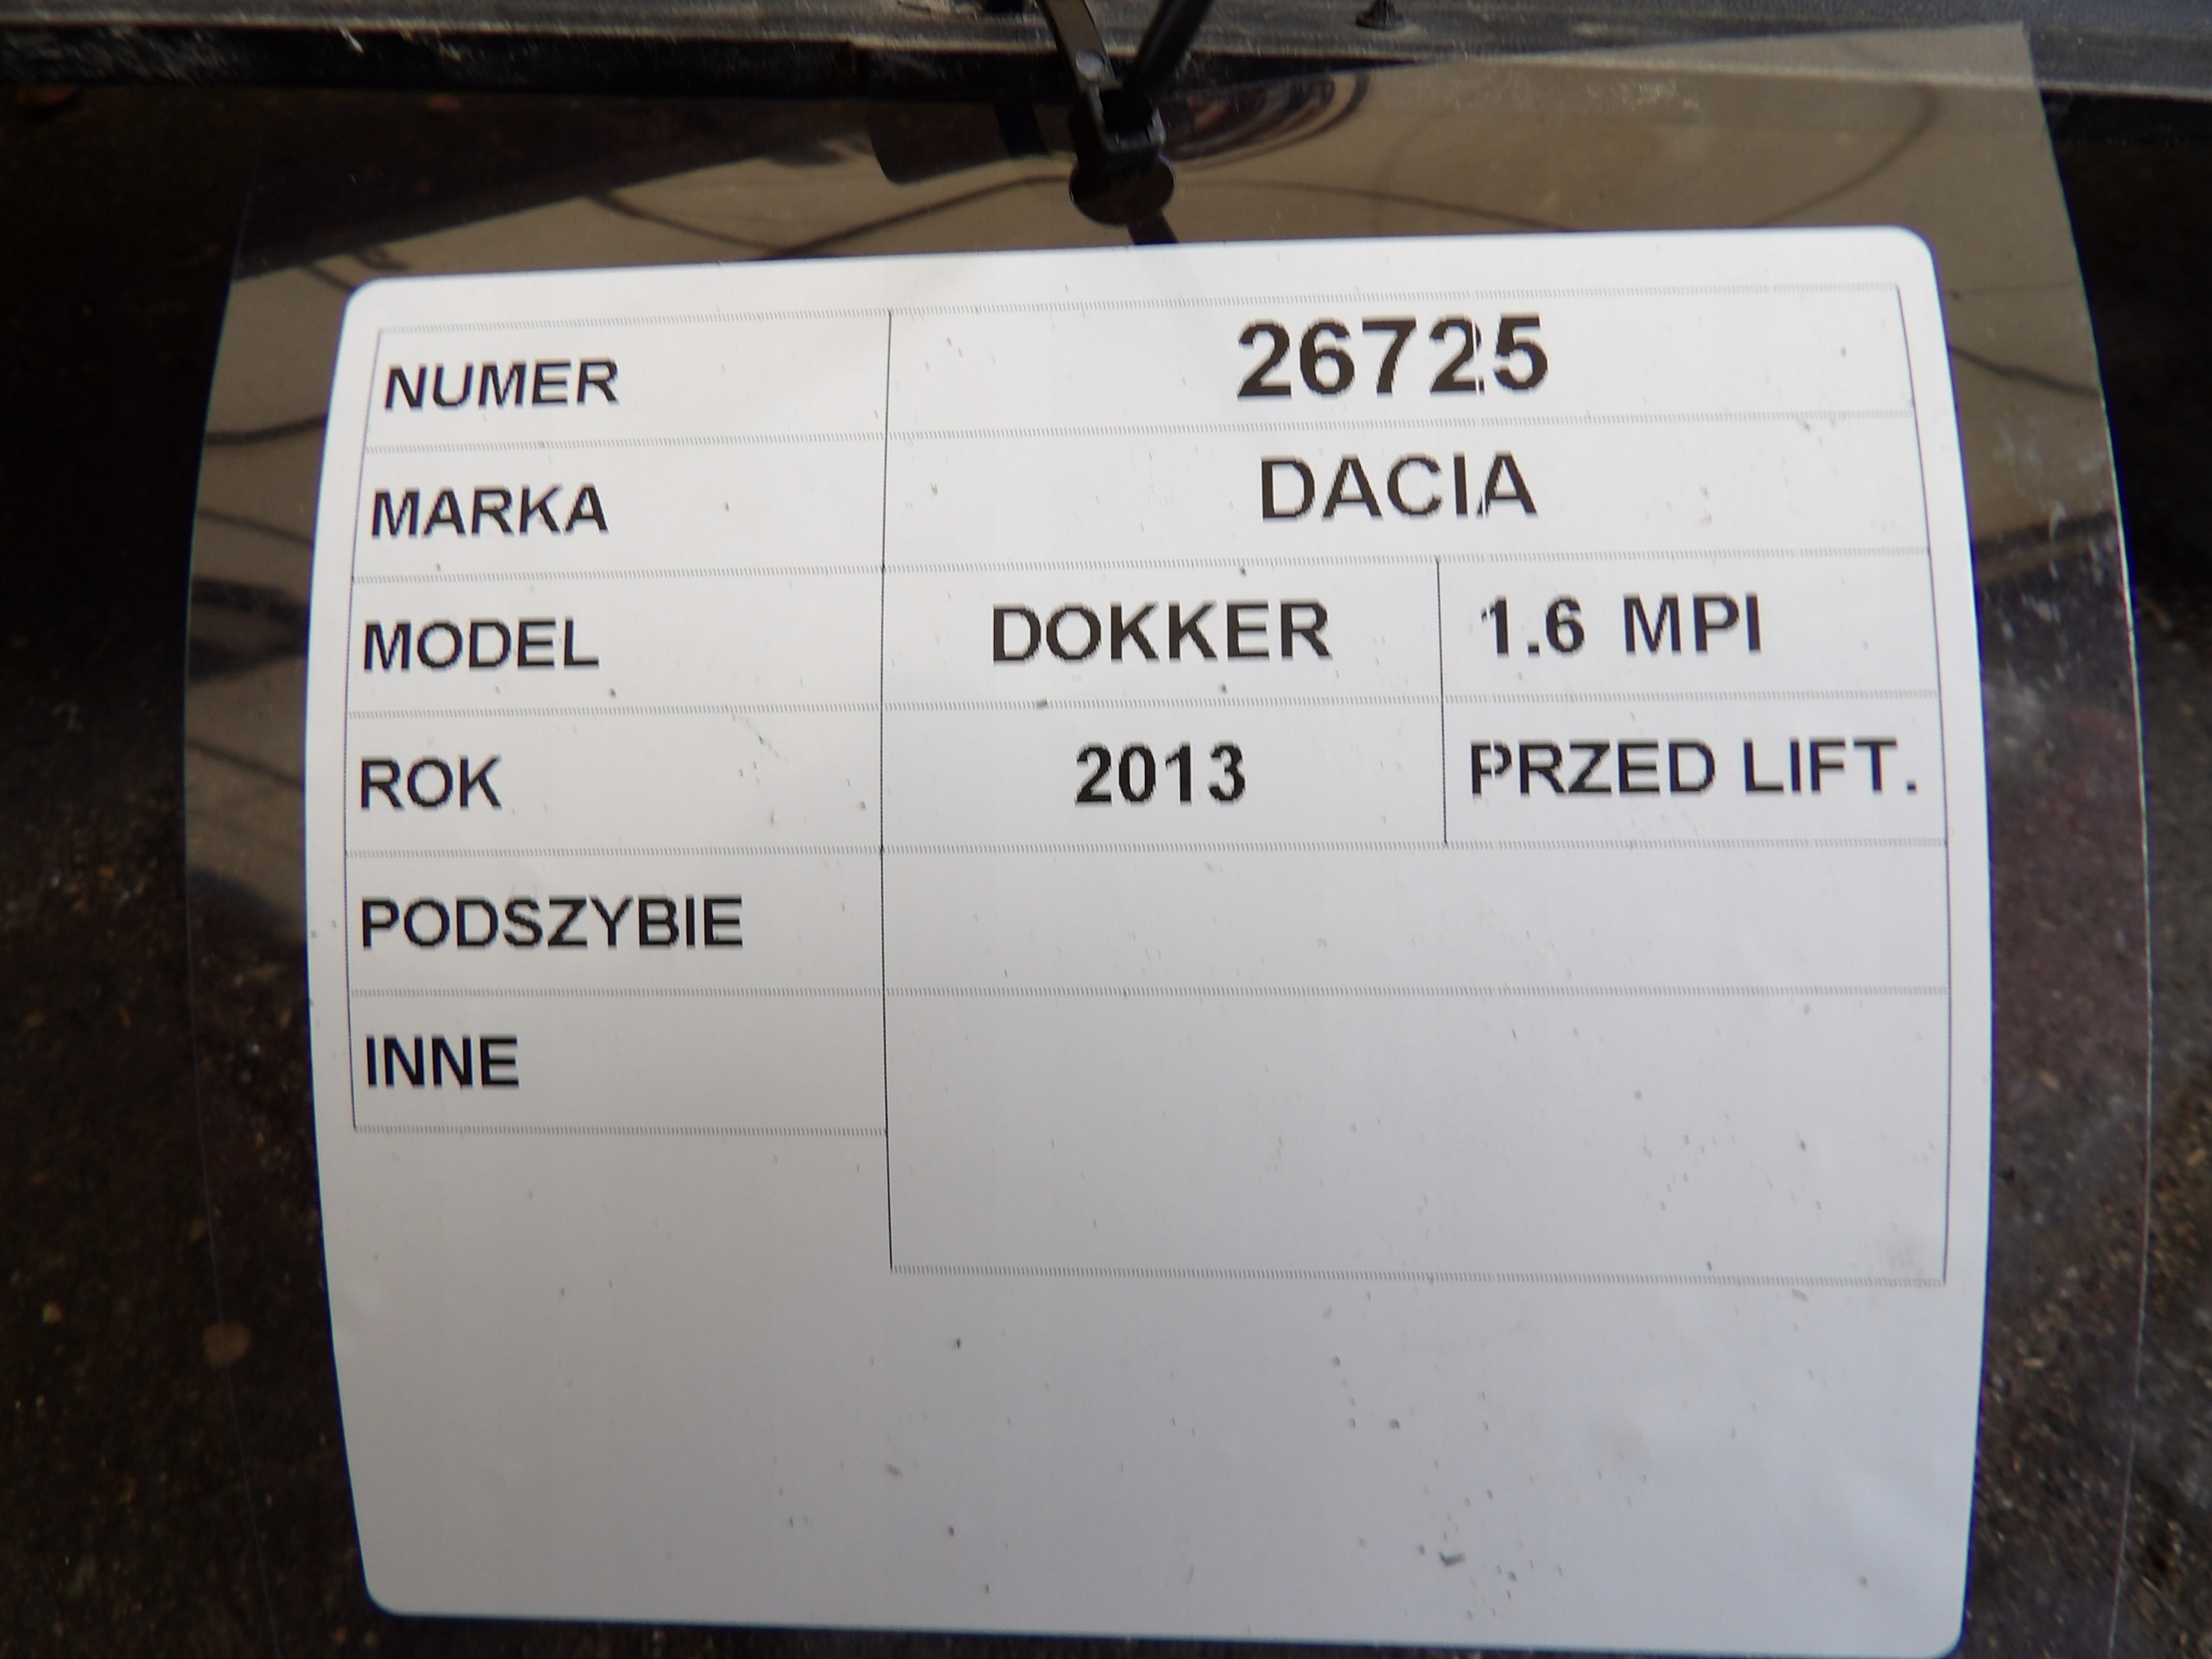 NUMER 26725
MARKA DACIA
MODEL DOKKER 1.6 MPI
ROK 2013 PRZED LIFT.
PODSZYBIE
INNE